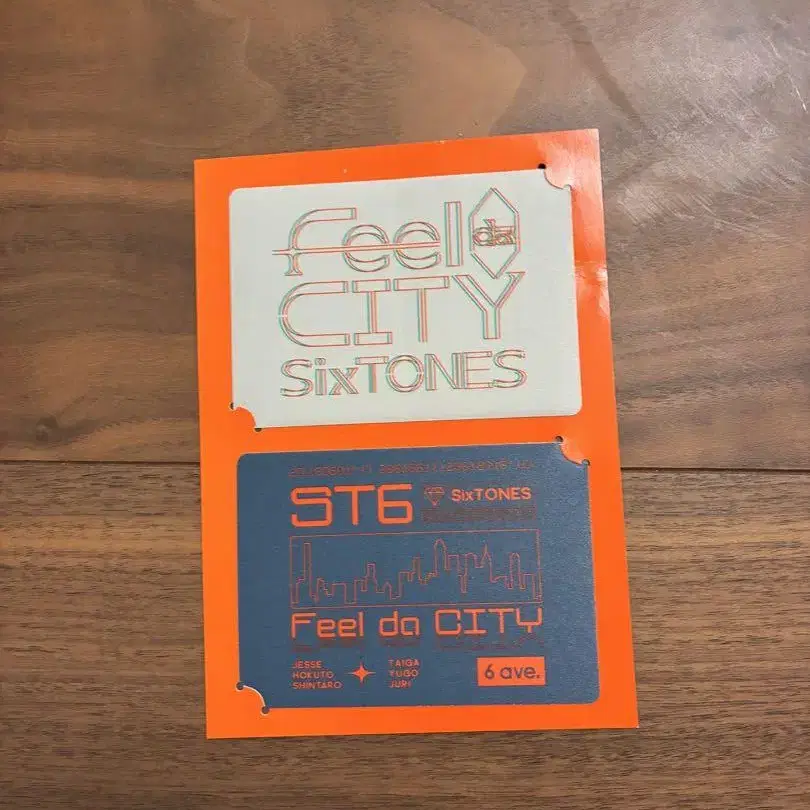 Feel da
CITY
SixTONES
ST6 SixTONES
Feel da CITY
JESSE TAIGA
HOKUTO YUGO
SHINTARO JURI
6 ave.